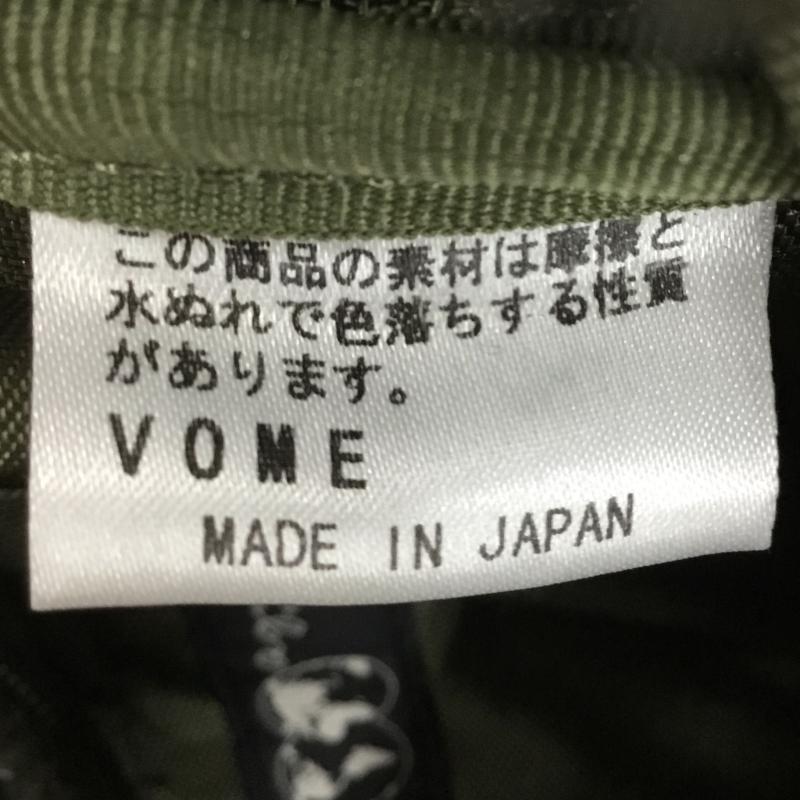 この商品の素材は摩擦と
水ぬれで色落ちする性質
があります。
VOME
MADE IN JAPAN